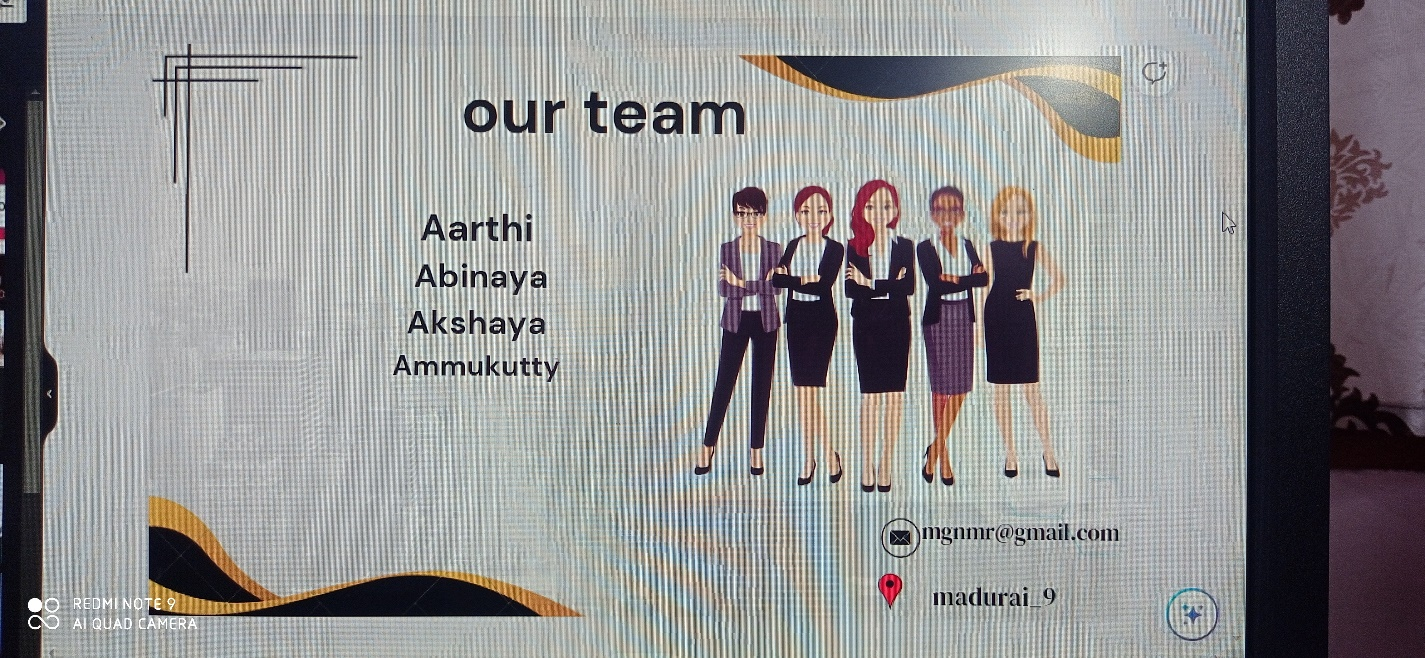 our team
Aarthi
Abinaya
Akshaya
Ammukutty
mgnmr@gmail.com
madurai_9
REDMI NOTE 9
AI QUAD CAMERA